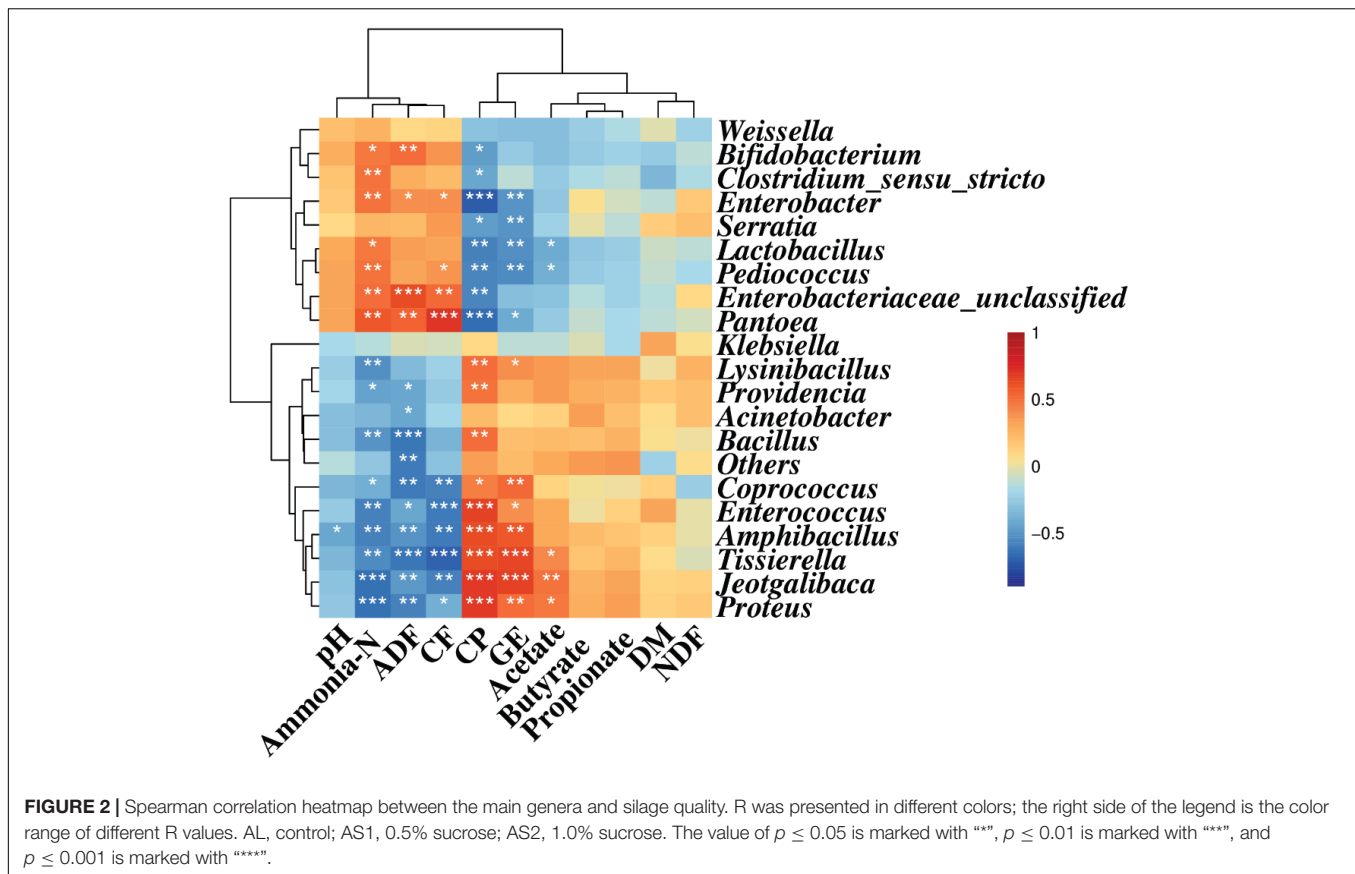 Weissella
* ** * Bifidobacterium
** * Clostridium_sensu_stricto
** * * *** ** Enterobacter
* ** Serratia
* ** ** * Lactobacillus
** * ** ** * Pediococcus
** *** ** ** Enterobacteriaceae_unclassified
** ** *** *** * Pantoea
Klebsiella
** ** * Lysinibacillus
* * ** Providencia
* Acinetobacter
** *** ** Bacillus
** Others
* ** ** * ** Coprococcus
** * *** *** * Enterococcus
* ** ** ** *** ** Amphibacillus
** *** *** *** *** * Tissierella
*** ** ** *** *** ** Jeotgalibaca
*** ** * *** ** * Proteus
1
0.5
0
−0.5
pH
Ammonia-N
ADF
CF
CP
GE
Acetate
Butyrate
Propionate
DM
NDF
FIGURE 2 | Spearman correlation heatmap between the main genera and silage quality. R was presented in different colors; the right side of the legend is the color
range of different R values. AL, control; AS1, 0.5% sucrose; AS2, 1.0% sucrose. The value of p ≤ 0.05 is marked with “*”, p ≤ 0.01 is marked with “**”, and
p ≤ 0.001 is marked with “***”.